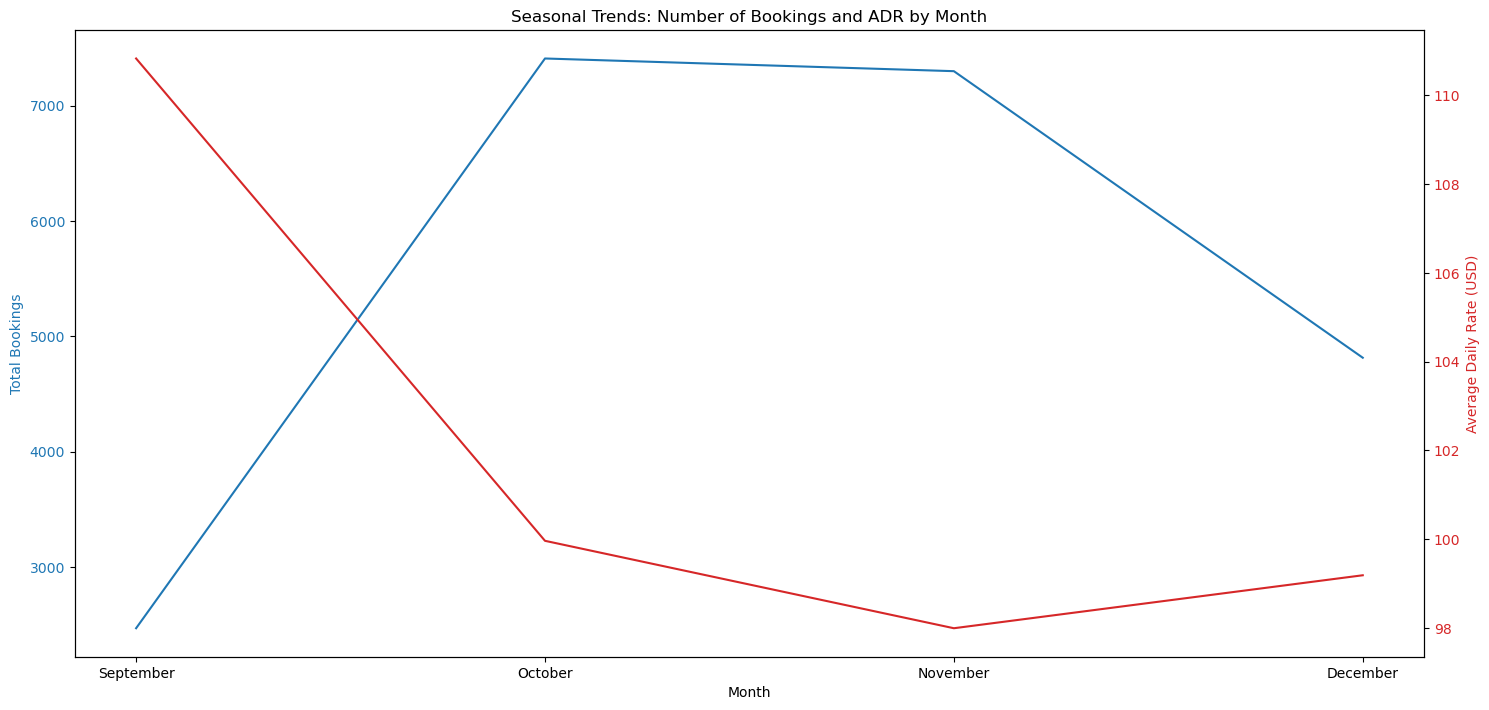 Seasonal Trends: Number of Bookings and ADR by Month
Total Bookings
7000
6000
5000
4000
3000
110
108
106
104
102
100
98
Average Daily Rate (USD)
September
October
November
December
Month